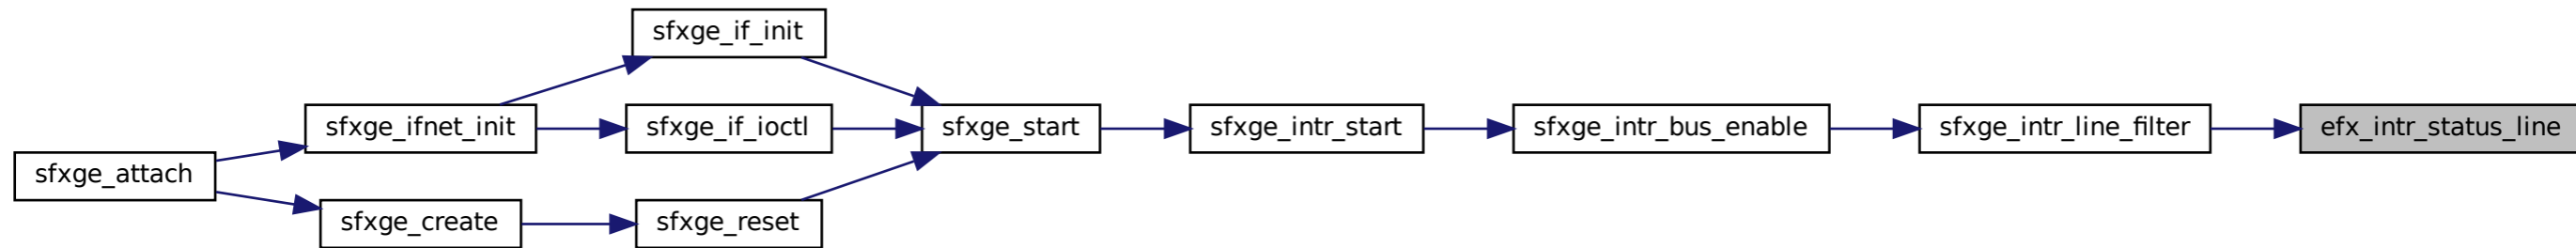 sfxge_if_init
sfxge_ifnet_init
sfxge_if_ioctl
sfxge_start
sfxge_intr_start
sfxge_intr_bus_enable
sfxge_intr_line_filter
efx_intr_status_line
sfxge_attach
sfxge_create
sfxge_reset